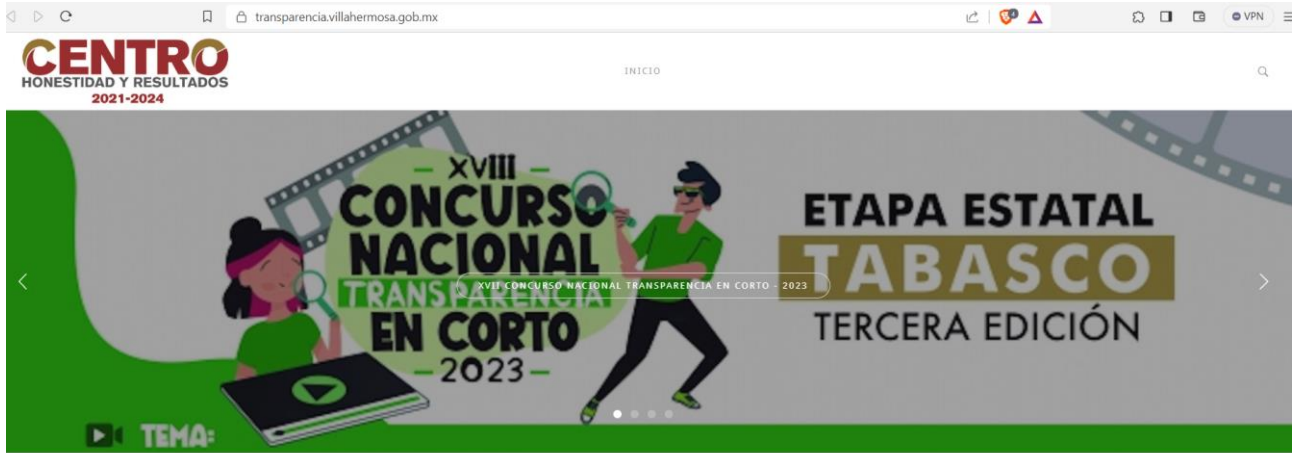 transparencia.villahermosa.gob.mx
VPN
CENTRO
HONESTIDAD Y RESULTADOS
2021-2024
INICIO
XVIII
CONCURSO
NACIONAL
TRANSPARENCIA
EN CORTO
2023
XVII CONCURSO NACIONAL TRANSPARENCIA EN CORTO - 2023
ETAPA ESTATAL
TABASCO
TERCERA EDICIÓN
TEMA: